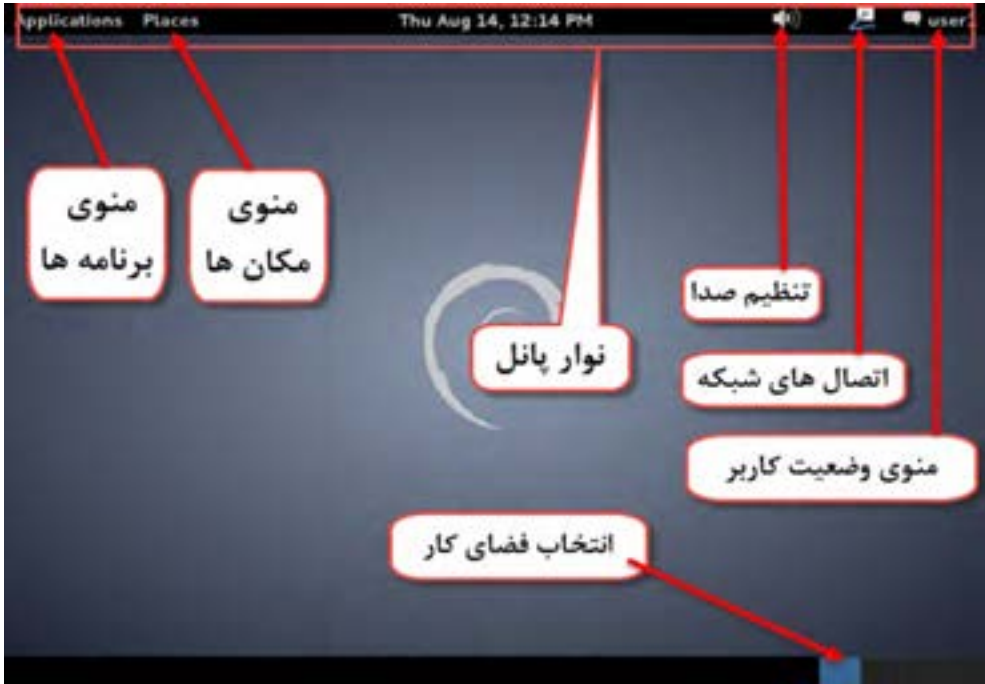 Applications Places Thu Aug 14, 12:14 PM user1
منوی
برنامه ها
منوی
مکان ها
تنظیم صدا
نوار پانل
اتصال های شبکه
منوی وضعیت کاربر
انتخاب فضای کار